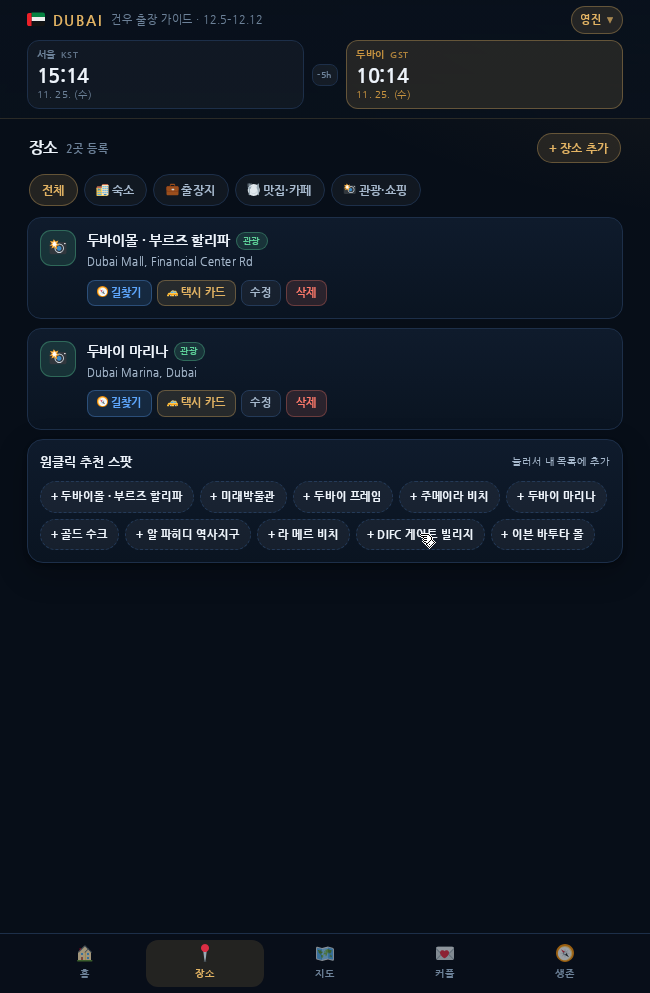 DUBAI 건우 출장 가이드 · 12.5-12.12
영진 ▼
서울 KST
15:14
11. 25. (수)
-5h
두바이 GST
10:14
11. 25. (수)
장소 2곳 등록
+ 장소 추가
전체 숙소 출장지 맛집·카페 관광·쇼핑
두바이몰 · 부르즈 할리파 관광
Dubai Mall, Financial Center Rd
길찾기 택시 카드 수정 삭제
두바이 마리나 관광
Dubai Marina, Dubai
길찾기 택시 카드 수정 삭제
원클릭 추천 스팟 눌러서 내 목록에 추가
+ 두바이몰 · 부르즈 할리파 + 미래박물관 + 두바이 프레임 + 주메이라 비치 + 두바이 마리나
+ 골드 수크 + 알 파히디 역사지구 + 라 메르 비치 + DIFC 게이트 빌리지 + 이븐 바투타 몰
홈 장소 지도 커플 생존